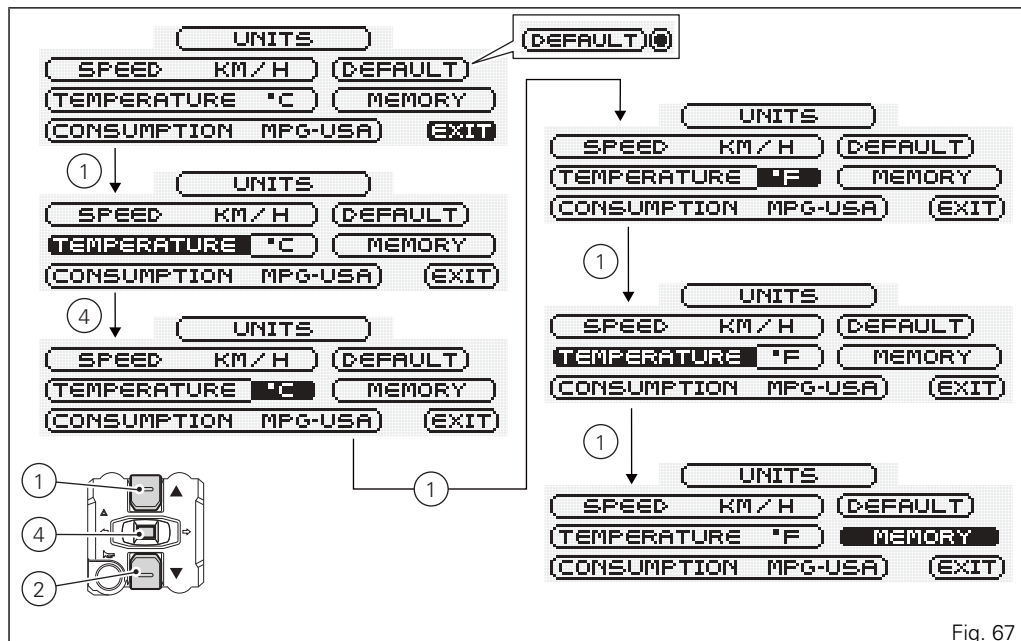 UNITS
DEFAULT
SPEED KM/H DEFAULT
TEMPERATURE °C MEMORY
CONSUMPTION MPG-USA EXIT
1
UNITS
SPEED KM/H DEFAULT
TEMPERATURE °C MEMORY
CONSUMPTION MPG-USA EXIT
4
UNITS
SPEED KM/H DEFAULT
TEMPERATURE °C MEMORY
CONSUMPTION MPG-USA EXIT
1
4
2
1
UNITS
SPEED KM/H DEFAULT
TEMPERATURE °F MEMORY
CONSUMPTION MPG-USA EXIT
1
UNITS
SPEED KM/H DEFAULT
TEMPERATURE °F MEMORY
CONSUMPTION MPG-USA EXIT
1
UNITS
SPEED KM/H DEFAULT
TEMPERATURE °F MEMORY
CONSUMPTION MPG-USA EXIT
Fig. 67